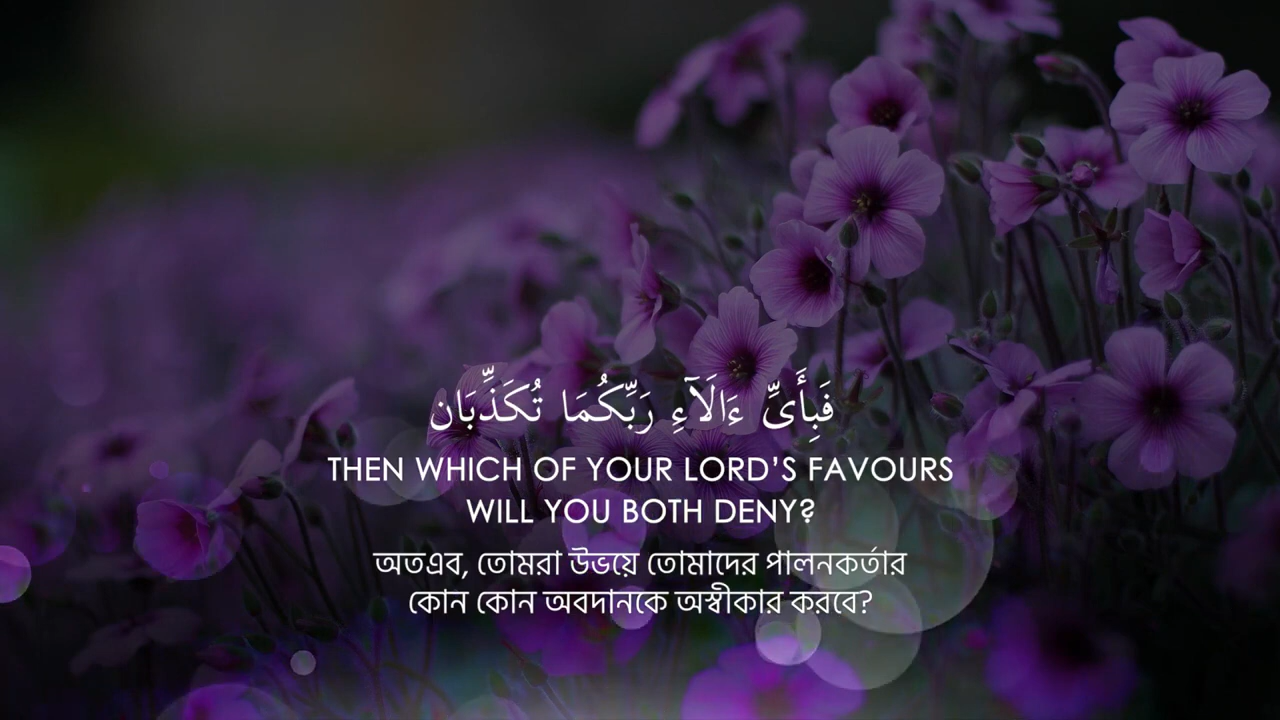 فَبِأَىِّ ءَالَآءِ رَبِّكُمَا تُكَذِّبَان
THEN WHICH OF YOUR LORD’S FAVOURS
WILL YOU BOTH DENY?
অতএব, তোমরা উভয়ে তোমাদের পালনকর্তার
কোন কোন অবদানকে অস্বীকার করবে?